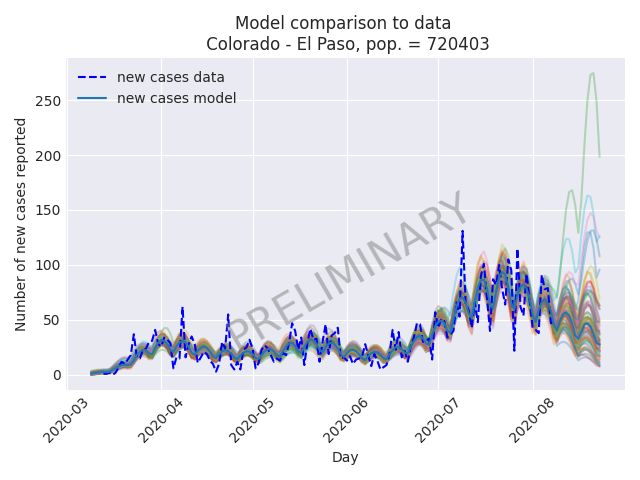 Model comparison to data
Colorado - El Paso, pop. = 720403
new cases data
new cases model
PRELIMINARY
Number of new cases reported
250
200
150
100
50
0
2020-03
2020-04
2020-05
2020-06
2020-07
2020-08
Day